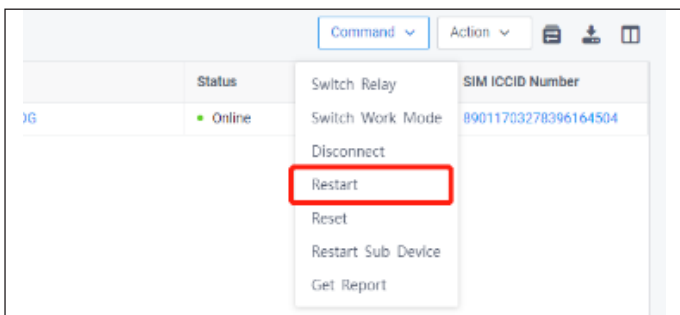 Command Action
Status SIM ICCID Number
Switch Relay
OG Online Switch Work Mode 89011703278396164504
Disconnect
Restart
Reset
Restart Sub Device
Get Report